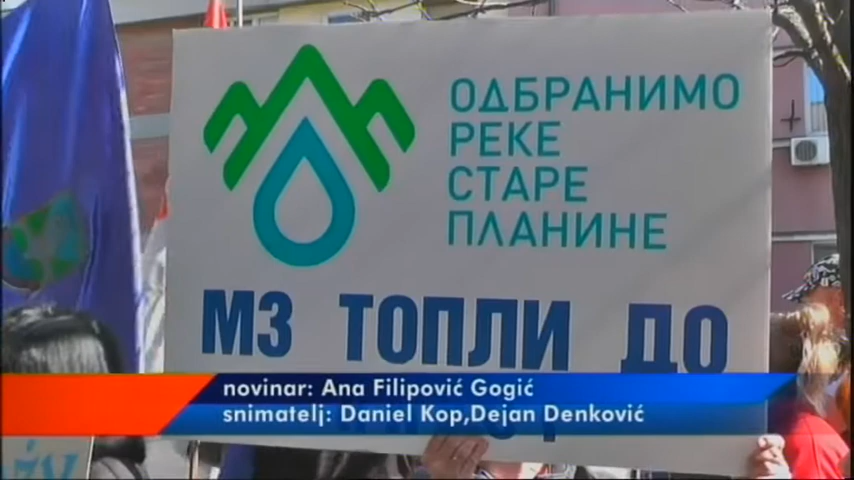 ОДБРАНИМО
РЕКЕ
СТАРЕ
ПЛАНИНЕ
МЗ ТОПЛИ ДО
novinar: Ana Filipović Gogić
snimatelj: Daniel Kop,Dejan Denković